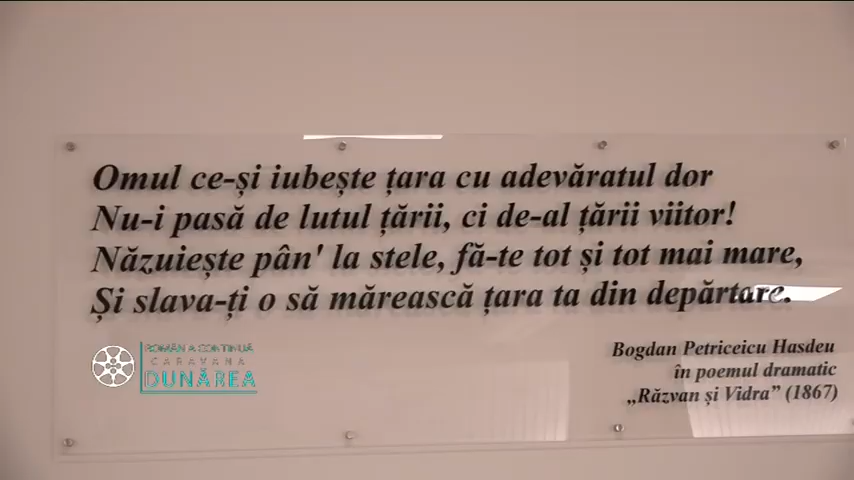 Omul ce-și iubește țara cu adevăratul dor
Nu-i pasă de lutul țării, ci de-al țării viitor!
Năzuiește pân' la stele, fă-te tot și tot mai mare,
Și slava-ți o să mărească țara ta din depărtare.
Bogdan Petriceicu Hasdeu
în poemul dramatic
„Răzvan și Vidra” (1867)
ROMÂNIA CONTINUĂ
CARAVANA
DUNĂREA